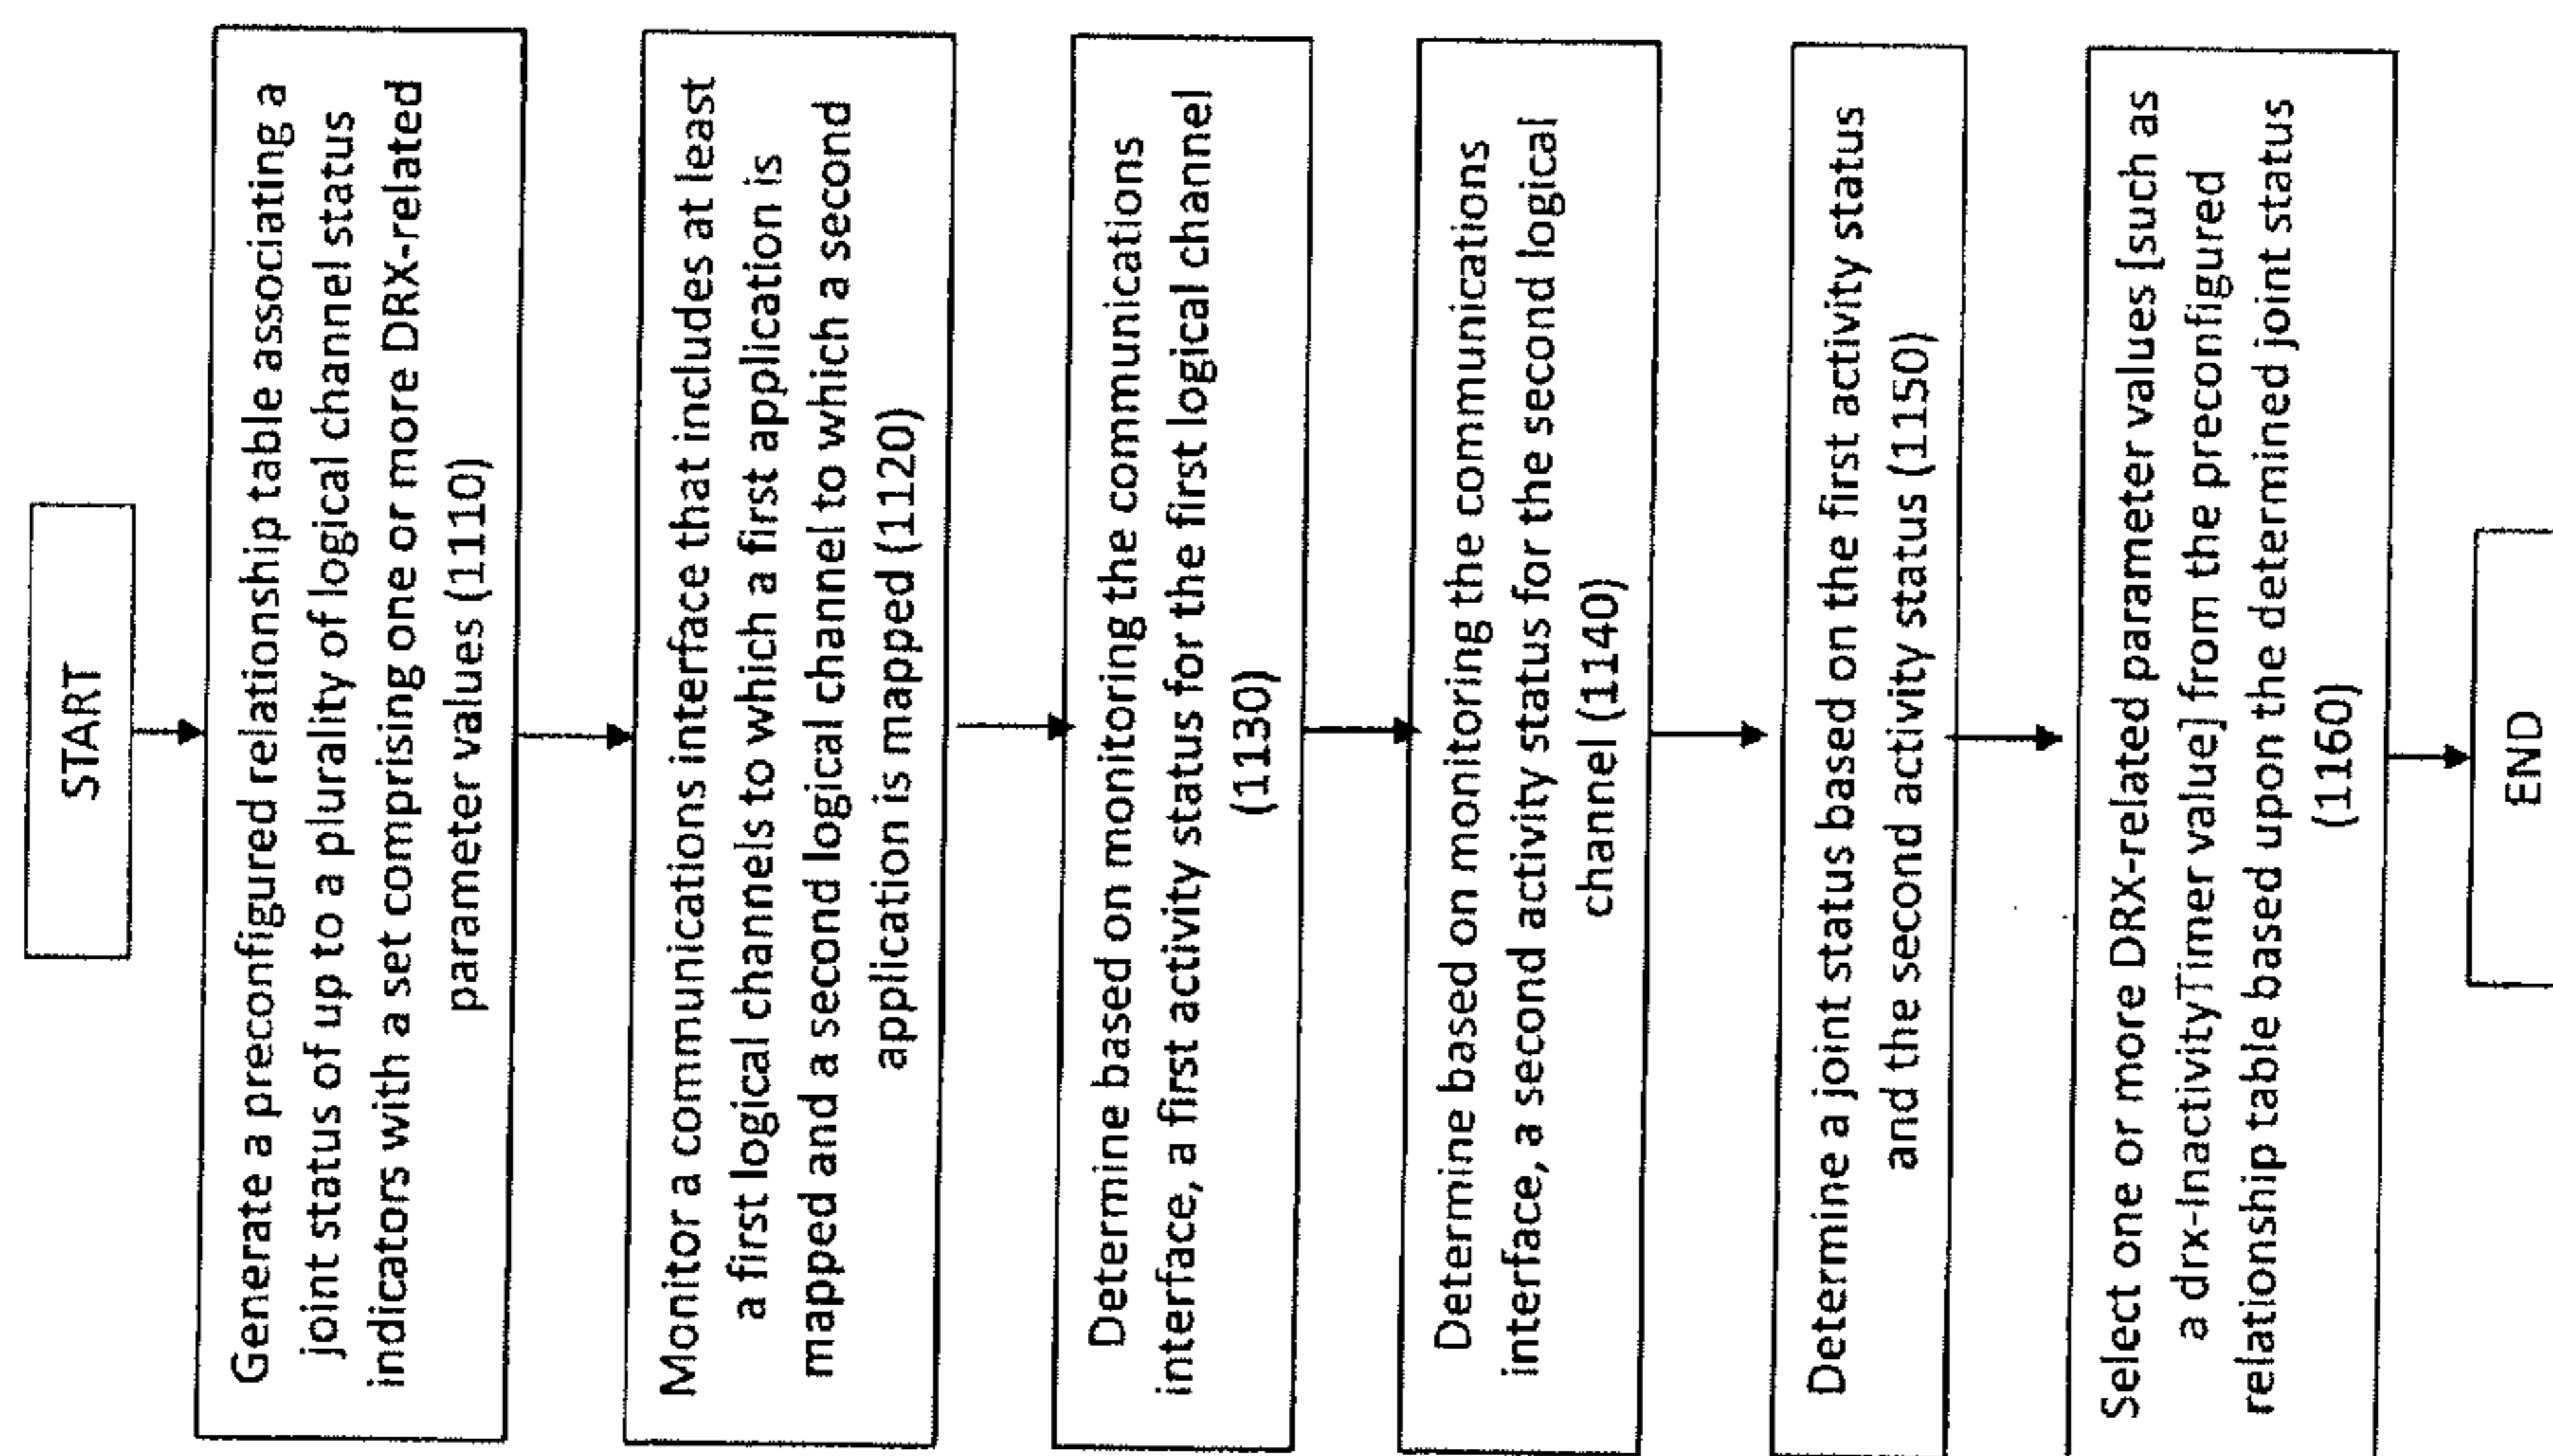 START
Generate a preconfigured relationship table associating a
joint status of up to a plurality of logical channel status
indicators with a set comprising one or more DRX-related
parameter values (1110)
Monitor a communications interface that includes at least
a first logical channels to which a first application is
mapped and a second logical channel to which a second
application is mapped (1120)
Determine based on monitoring the communications
interface, a first activity status for the first logical channel
(1130)
Determine based on monitoring the communications
interface, a second activity status for the second logical
channel (1140)
Determine a joint status based on the first activity status
and the second activity status (1150)
Select one or more DRX-related parameter values [such as
a drx-InactivityTimer value] from the preconfigured
relationship table based upon the determined joint status
(1160)
END